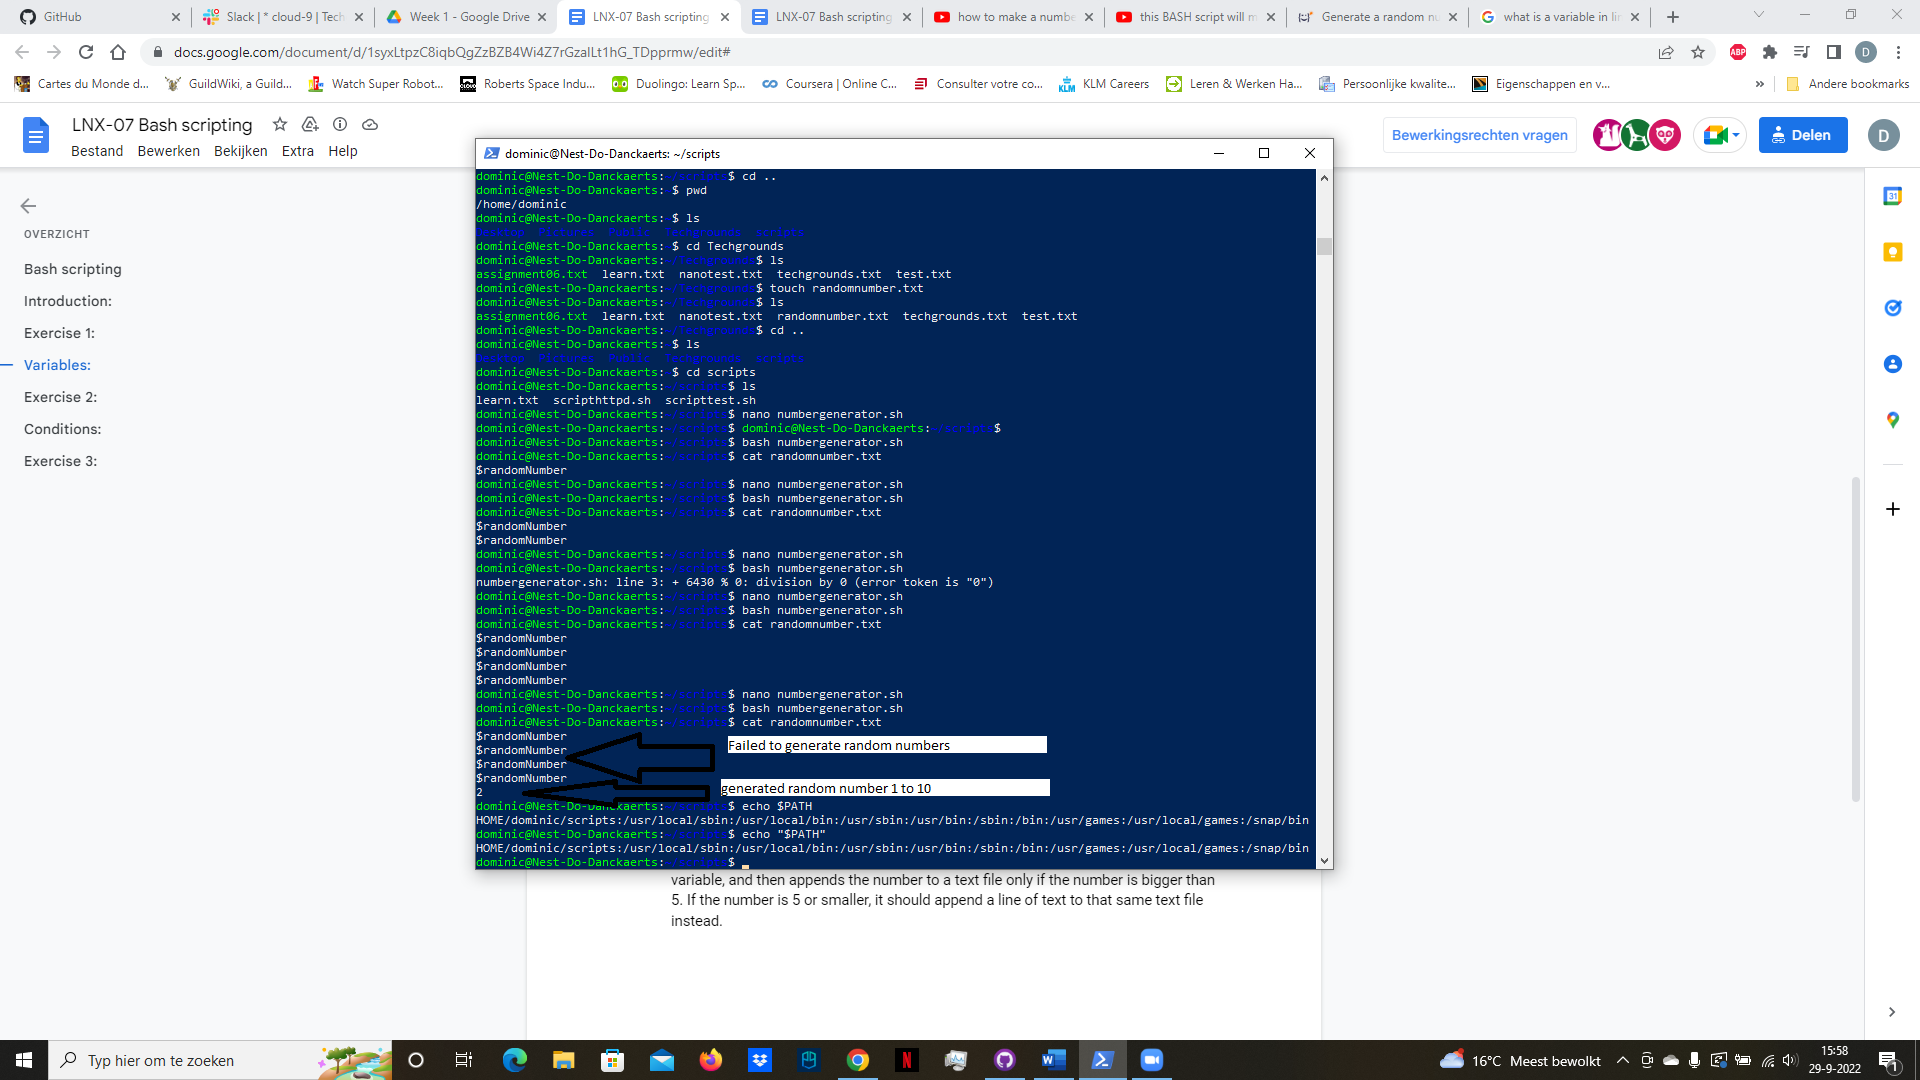 GitHub
Slack | * cloud-9 | Tech
Week 1 - Google Drive
LNX-07 Bash scripting
LNX-07 Bash scripting
how to make a numbe
this BASH script will m
Generate a random nu
what is a variable in lin
docs.google.com/document/d/1syxLtpzC8iqbQgZzBZB4Wi4Z7rGzalLt1hG_TDpprmw/edit#
ABP
D
Cartes du Monde d...
GuildWiki, a Guild...
Watch Super Robot...
Roberts Space Indu...
Duolingo: Learn Sp...
Coursera | Online C...
Consulter votre co...
KLM Careers
Leren & Werken Ha...
Persoonlijke kwalite...
Eigenschappen en v...
»
Andere bookmarks
LNX-07 Bash scripting
Bestand Bewerken Bekijken Extra Help
Bewerkingsrechten vragen
Delen
D
OVERZICHT
Bash scripting
Introduction:
Exercise 1:
Variables:
Exercise 2:
Conditions:
Exercise 3:
dominic@Nest-Do-Danckaerts: ~/scripts
dominic@Nest-Do-Danckaerts:~/scripts$ cd ..
dominic@Nest-Do-Danckaerts:~$ pwd
/home/dominic
dominic@Nest-Do-Danckaerts:~$ ls
Desktop Pictures Public Techgrounds scripts
dominic@Nest-Do-Danckaerts:~$ cd Techgrounds
dominic@Nest-Do-Danckaerts:~/Techgrounds$ ls
assignment06.txt learn.txt nanotest.txt techgrounds.txt test.txt
dominic@Nest-Do-Danckaerts:~/Techgrounds$ touch randomnumber.txt
dominic@Nest-Do-Danckaerts:~/Techgrounds$ ls
assignment06.txt learn.txt nanotest.txt randomnumber.txt techgrounds.txt test.txt
dominic@Nest-Do-Danckaerts:~/Techgrounds$ cd ..
dominic@Nest-Do-Danckaerts:~$ ls
Desktop Pictures Public Techgrounds scripts
dominic@Nest-Do-Danckaerts:~$ cd scripts
dominic@Nest-Do-Danckaerts:~/scripts$ ls
learn.txt scripthttpd.sh scripttest.sh
dominic@Nest-Do-Danckaerts:~/scripts$ nano numbergenerator.sh
dominic@Nest-Do-Danckaerts:~/scripts$ dominic@Nest-Do-Danckaerts:~/scripts$
dominic@Nest-Do-Danckaerts:~/scripts$ bash numbergenerator.sh
dominic@Nest-Do-Danckaerts:~/scripts$ cat randomnumber.txt
$randomNumber
dominic@Nest-Do-Danckaerts:~/scripts$ nano numbergenerator.sh
dominic@Nest-Do-Danckaerts:~/scripts$ bash numbergenerator.sh
dominic@Nest-Do-Danckaerts:~/scripts$ cat randomnumber.txt
$randomNumber
$randomNumber
dominic@Nest-Do-Danckaerts:~/scripts$ nano numbergenerator.sh
dominic@Nest-Do-Danckaerts:~/scripts$ bash numbergenerator.sh
numbergenerator.sh: line 3: + 6430 % 0: division by 0 (error token is "0")
dominic@Nest-Do-Danckaerts:~/scripts$ nano numbergenerator.sh
dominic@Nest-Do-Danckaerts:~/scripts$ bash numbergenerator.sh
dominic@Nest-Do-Danckaerts:~/scripts$ cat randomnumber.txt
$randomNumber
$randomNumber
$randomNumber
$randomNumber
dominic@Nest-Do-Danckaerts:~/scripts$ nano numbergenerator.sh
dominic@Nest-Do-Danckaerts:~/scripts$ bash numbergenerator.sh
dominic@Nest-Do-Danckaerts:~/scripts$ cat randomnumber.txt
$randomNumber
$randomNumber
Failed to generate random numbers
$randomNumber
$randomNumber
2
generated random number 1 to 10
dominic@Nest-Do-Danckaerts:~/scripts$ echo $PATH
HOME/dominic/scripts:/usr/local/sbin:/usr/local/bin:/usr/sbin:/usr/bin:/sbin:/bin:/usr/games:/usr/local/games:/snap/bin
dominic@Nest-Do-Danckaerts:~/scripts$ echo "$PATH"
HOME/dominic/scripts:/usr/local/sbin:/usr/local/bin:/usr/sbin:/usr/bin:/sbin:/bin:/usr/games:/usr/local/games:/snap/bin
dominic@Nest-Do-Danckaerts:~/scripts$
variable, and then appends the number to a text file only if the number is bigger than
5. If the number is 5 or smaller, it should append a line of text to that same text file
instead.
31
Typ hier om te zoeken
16°C Meest bewolkt
15:58
29-9-2022
1